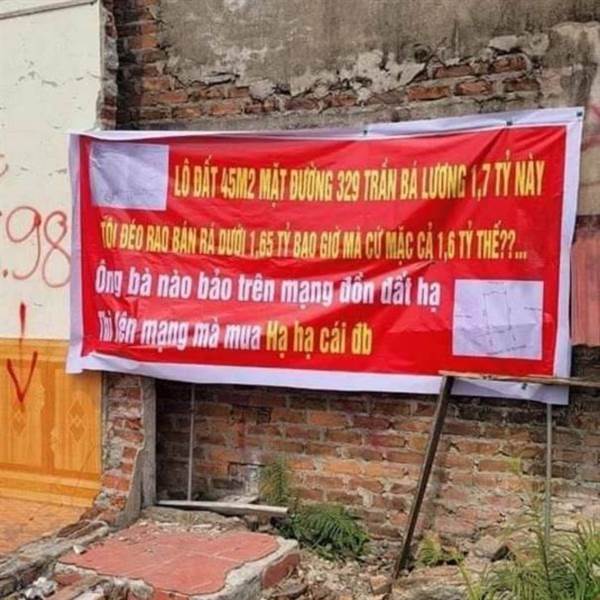 LÔ ĐẤT 45M2 MẶT ĐƯỜNG 329 TRẦN BÁ LƯƠNG 1,7 TỶ NÀY
TÔI ĐÉO RAO BÁN RẢ DƯỚI 1,65 TỶ BAO GIỜ MÀ CỨ MẶC CẢ 1,6 TỶ THẾ??...
Ông bà nào bảo trên mạng đồn đất hạ
Thì lên mạng mà mua Hạ hạ cái đb
.98